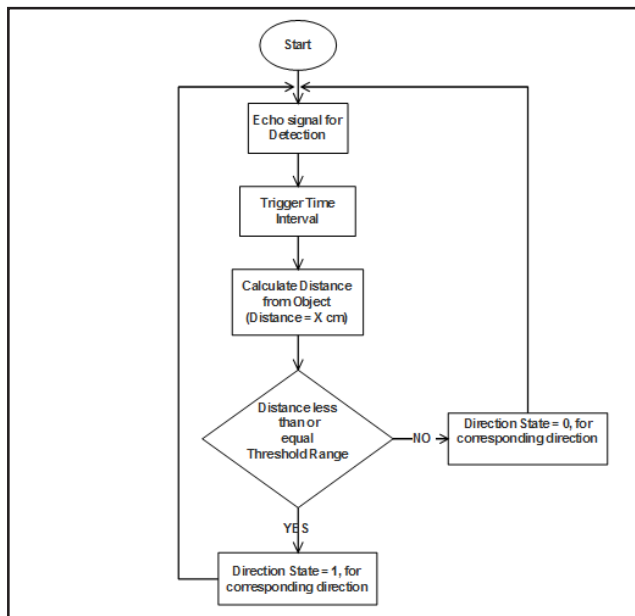 Start
Echo signal for
Detection
Trigger Time
Interval
Calculate Distance
from Object
(Distance = X cm)
Distance less
than or
equal
Threshold Range
NO
Direction State = 0, for
corresponding direction
YES
Direction State = 1, for
corresponding direction